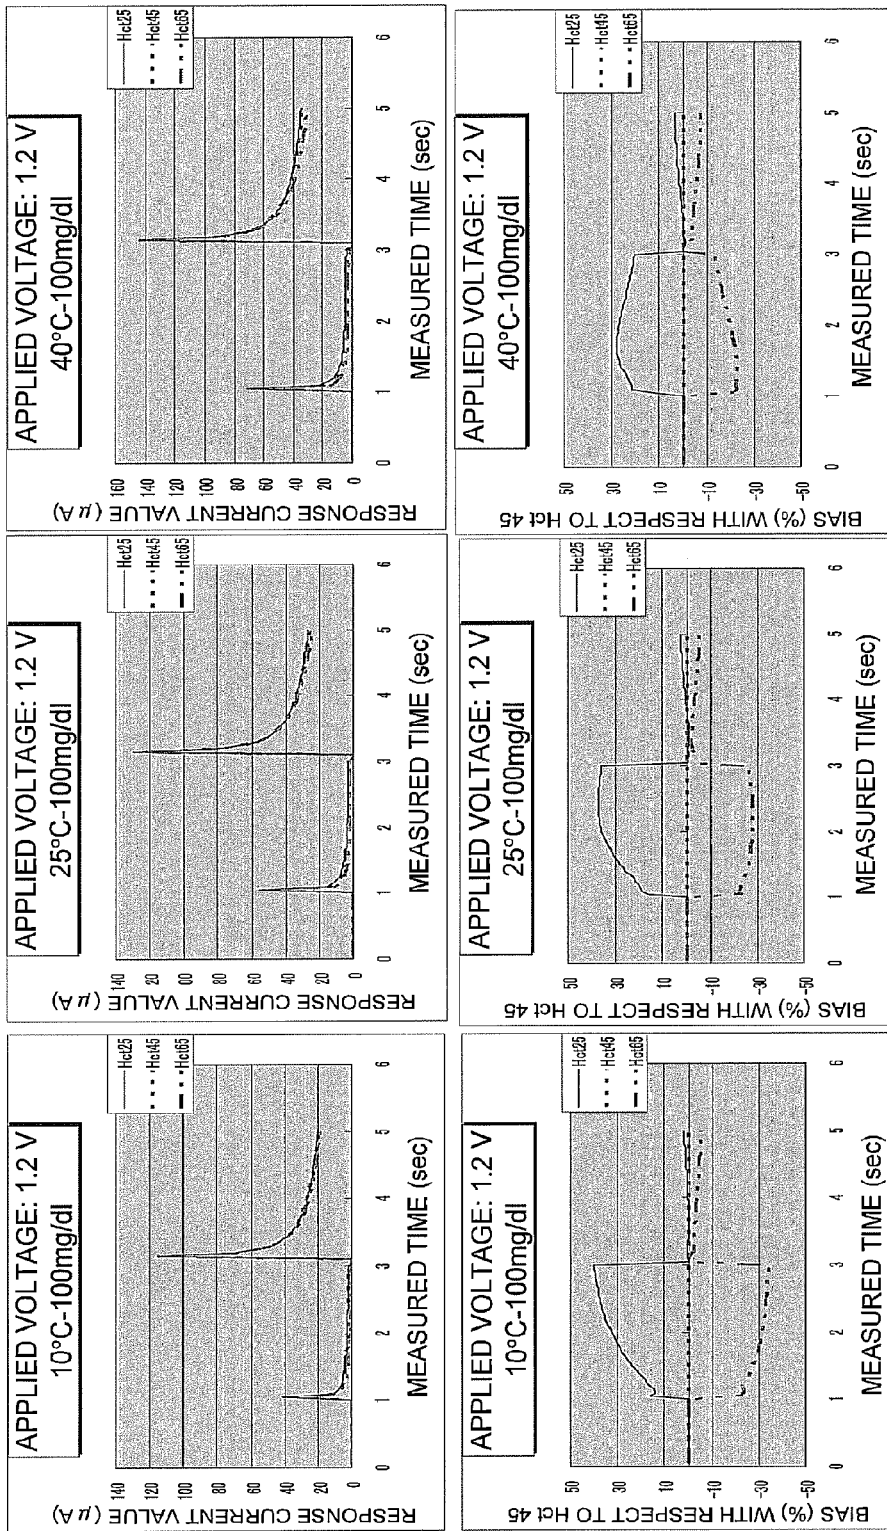 APPLIED VOLTAGE: 1.2 V
10°C-100mg/dl
RESPONSE CURRENT VALUE (μA)
140
120
100
80
60
40
20
0
0 1 2 3 4 5 6
MEASURED TIME (sec)
Hct25
Hct45
Hct65
APPLIED VOLTAGE: 1.2 V
25°C-100mg/dl
RESPONSE CURRENT VALUE (μA)
140
120
100
80
60
40
20
0
0 1 2 3 4 5 6
MEASURED TIME (sec)
Hct25
Hct45
Hct65
APPLIED VOLTAGE: 1.2 V
40°C-100mg/dl
RESPONSE CURRENT VALUE (μA)
160
140
120
100
80
60
40
20
0
0 1 2 3 4 5 6
MEASURED TIME (sec)
Hct25
Hct45
Hct65
APPLIED VOLTAGE: 1.2 V
10°C-100mg/dl
BIAS (%) WITH RESPECT TO Hct 45
50
30
10
-10
-30
-50
0 1 2 3 4 5 6
MEASURED TIME (sec)
Hct25
Hct45
Hct65
APPLIED VOLTAGE: 1.2 V
25°C-100mg/dl
BIAS (%) WITH RESPECT TO Hct 45
50
30
10
-10
-30
-50
0 1 2 3 4 5 6
MEASURED TIME (sec)
Hct25
Hct45
Hct65
APPLIED VOLTAGE: 1.2 V
40°C-100mg/dl
BIAS (%) WITH RESPECT TO Hct 45
50
30
10
-10
-30
-50
0 1 2 3 4 5 6
MEASURED TIME (sec)
Hct25
Hct45
Hct65